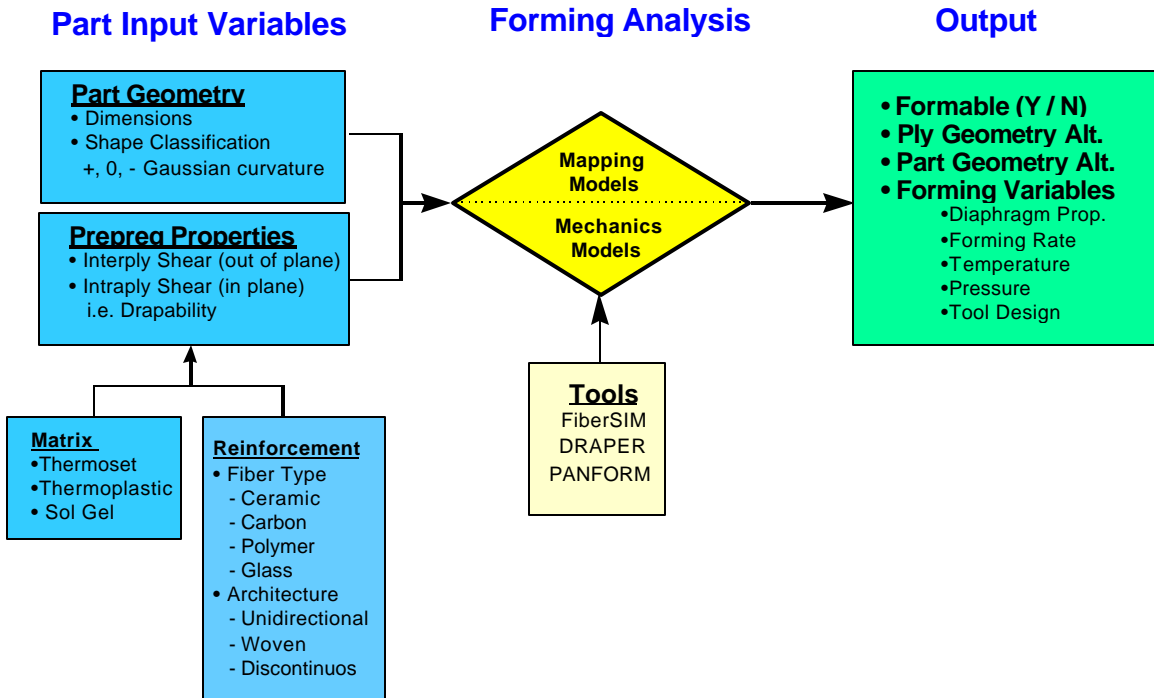 Part Input Variables
Forming Analysis
Output
Part Geometry
• Dimensions
• Shape Classification
+, 0, - Gaussian curvature
Prepreg Properties
• Interply Shear (out of plane)
• Intraply Shear (in plane)
i.e. Drapability
Matrix
•Thermoset
•Thermoplastic
• Sol Gel
Reinforcement
• Fiber Type
- Ceramic
- Carbon
- Polymer
- Glass
• Architecture
- Unidirectional
- Woven
- Discontinuos
Mapping
Models
Mechanics
Models
Tools
FiberSIM
DRAPER
PANFORM
• Formable (Y / N)
• Ply Geometry Alt.
• Part Geometry Alt.
• Forming Variables
•Diaphragm Prop.
•Forming Rate
•Temperature
•Pressure
•Tool Design